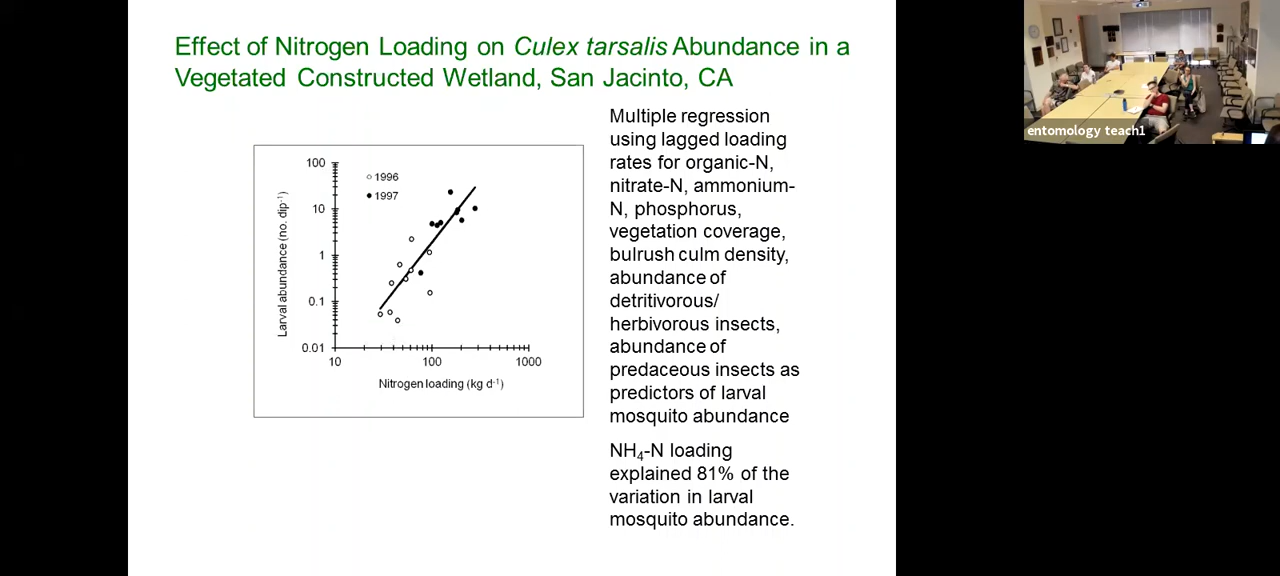 Effect of Nitrogen Loading on Culex tarsalis Abundance in a
Vegetated Constructed Wetland, San Jacinto, CA
Larval abundance (no. dip-1)
100
10
1
0.1
0.01
1996
1997
10
100
1000
Nitrogen loading (kg d-1)
Multiple regression
using lagged loading
rates for organic-N,
nitrate-N, ammonium-
N, phosphorus,
vegetation coverage,
bulrush culm density,
abundance of
detritivorous/
herbivorous insects,
abundance of
predaceous insects as
predictors of larval
mosquito abundance
NH4-N loading
explained 81% of the
variation in larval
mosquito abundance.
entomology teach1